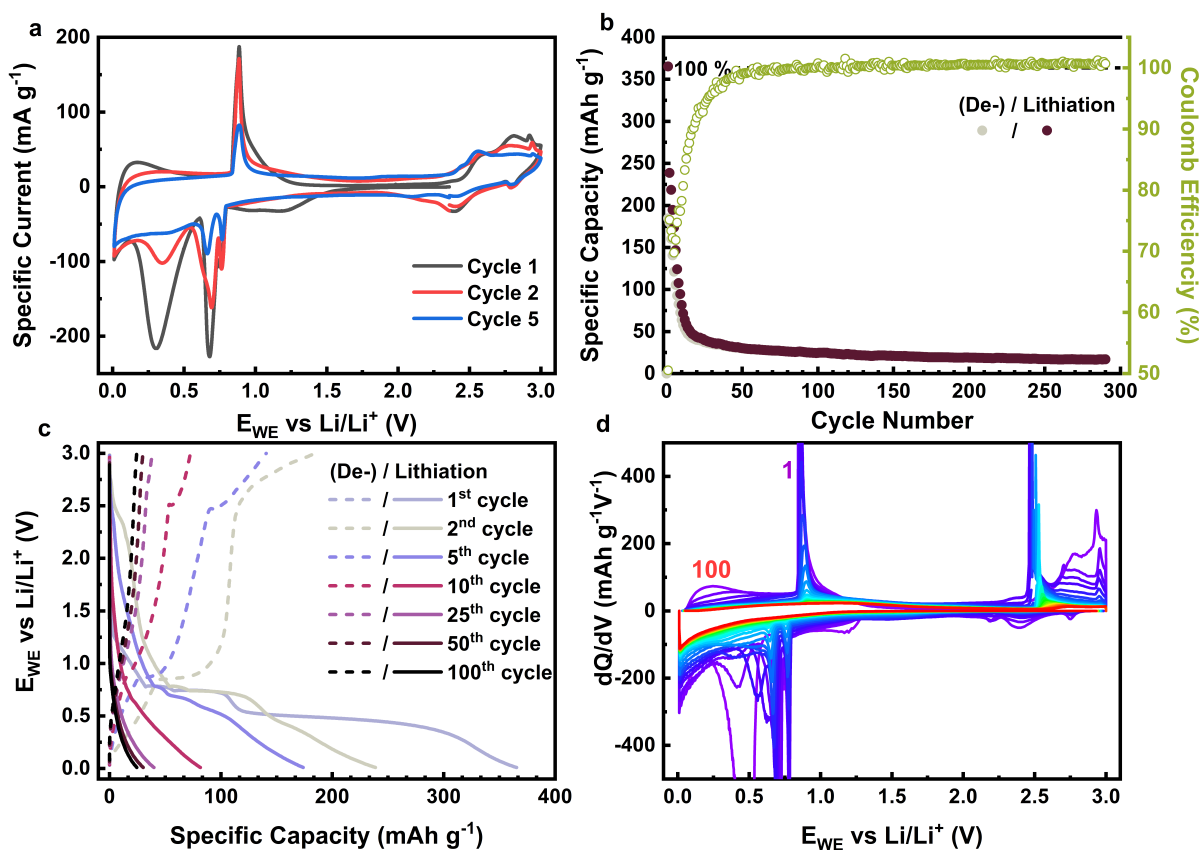 a
200
100
0
-100
-200
Specific Current (mA g⁻¹)
Cycle 1
Cycle 2
Cycle 5
0.0 0.5 1.0 1.5 2.0 2.5 3.0
E_WE vs Li/Li⁺ (V)
b
400
350
300
250
200
150
100
50
0
Specific Capacity (mAh g⁻¹)
100 %
(De-) / Lithiation
/
100
90
80
70
60
50
Coulomb Efficienciy (%)
0 50 100 150 200 250 300
Cycle Number
c
3.0
2.5
2.0
1.5
1.0
0.5
0.0
E_WE vs Li/Li⁺ (V)
(De-) / Lithiation
/ 1ˢᵗ cycle
/ 2ⁿᵈ cycle
/ 5ᵗʰ cycle
/ 10ᵗʰ cycle
/ 25ᵗʰ cycle
/ 50ᵗʰ cycle
/ 100ᵗʰ cycle
0 100 200 300 400
Specific Capacity (mAh g⁻¹)
d
400
200
0
-200
-400
dQ/dV (mAh g⁻¹V⁻¹)
1
100
0.0 0.5 1.0 1.5 2.0 2.5 3.0
E_WE vs Li/Li⁺ (V)